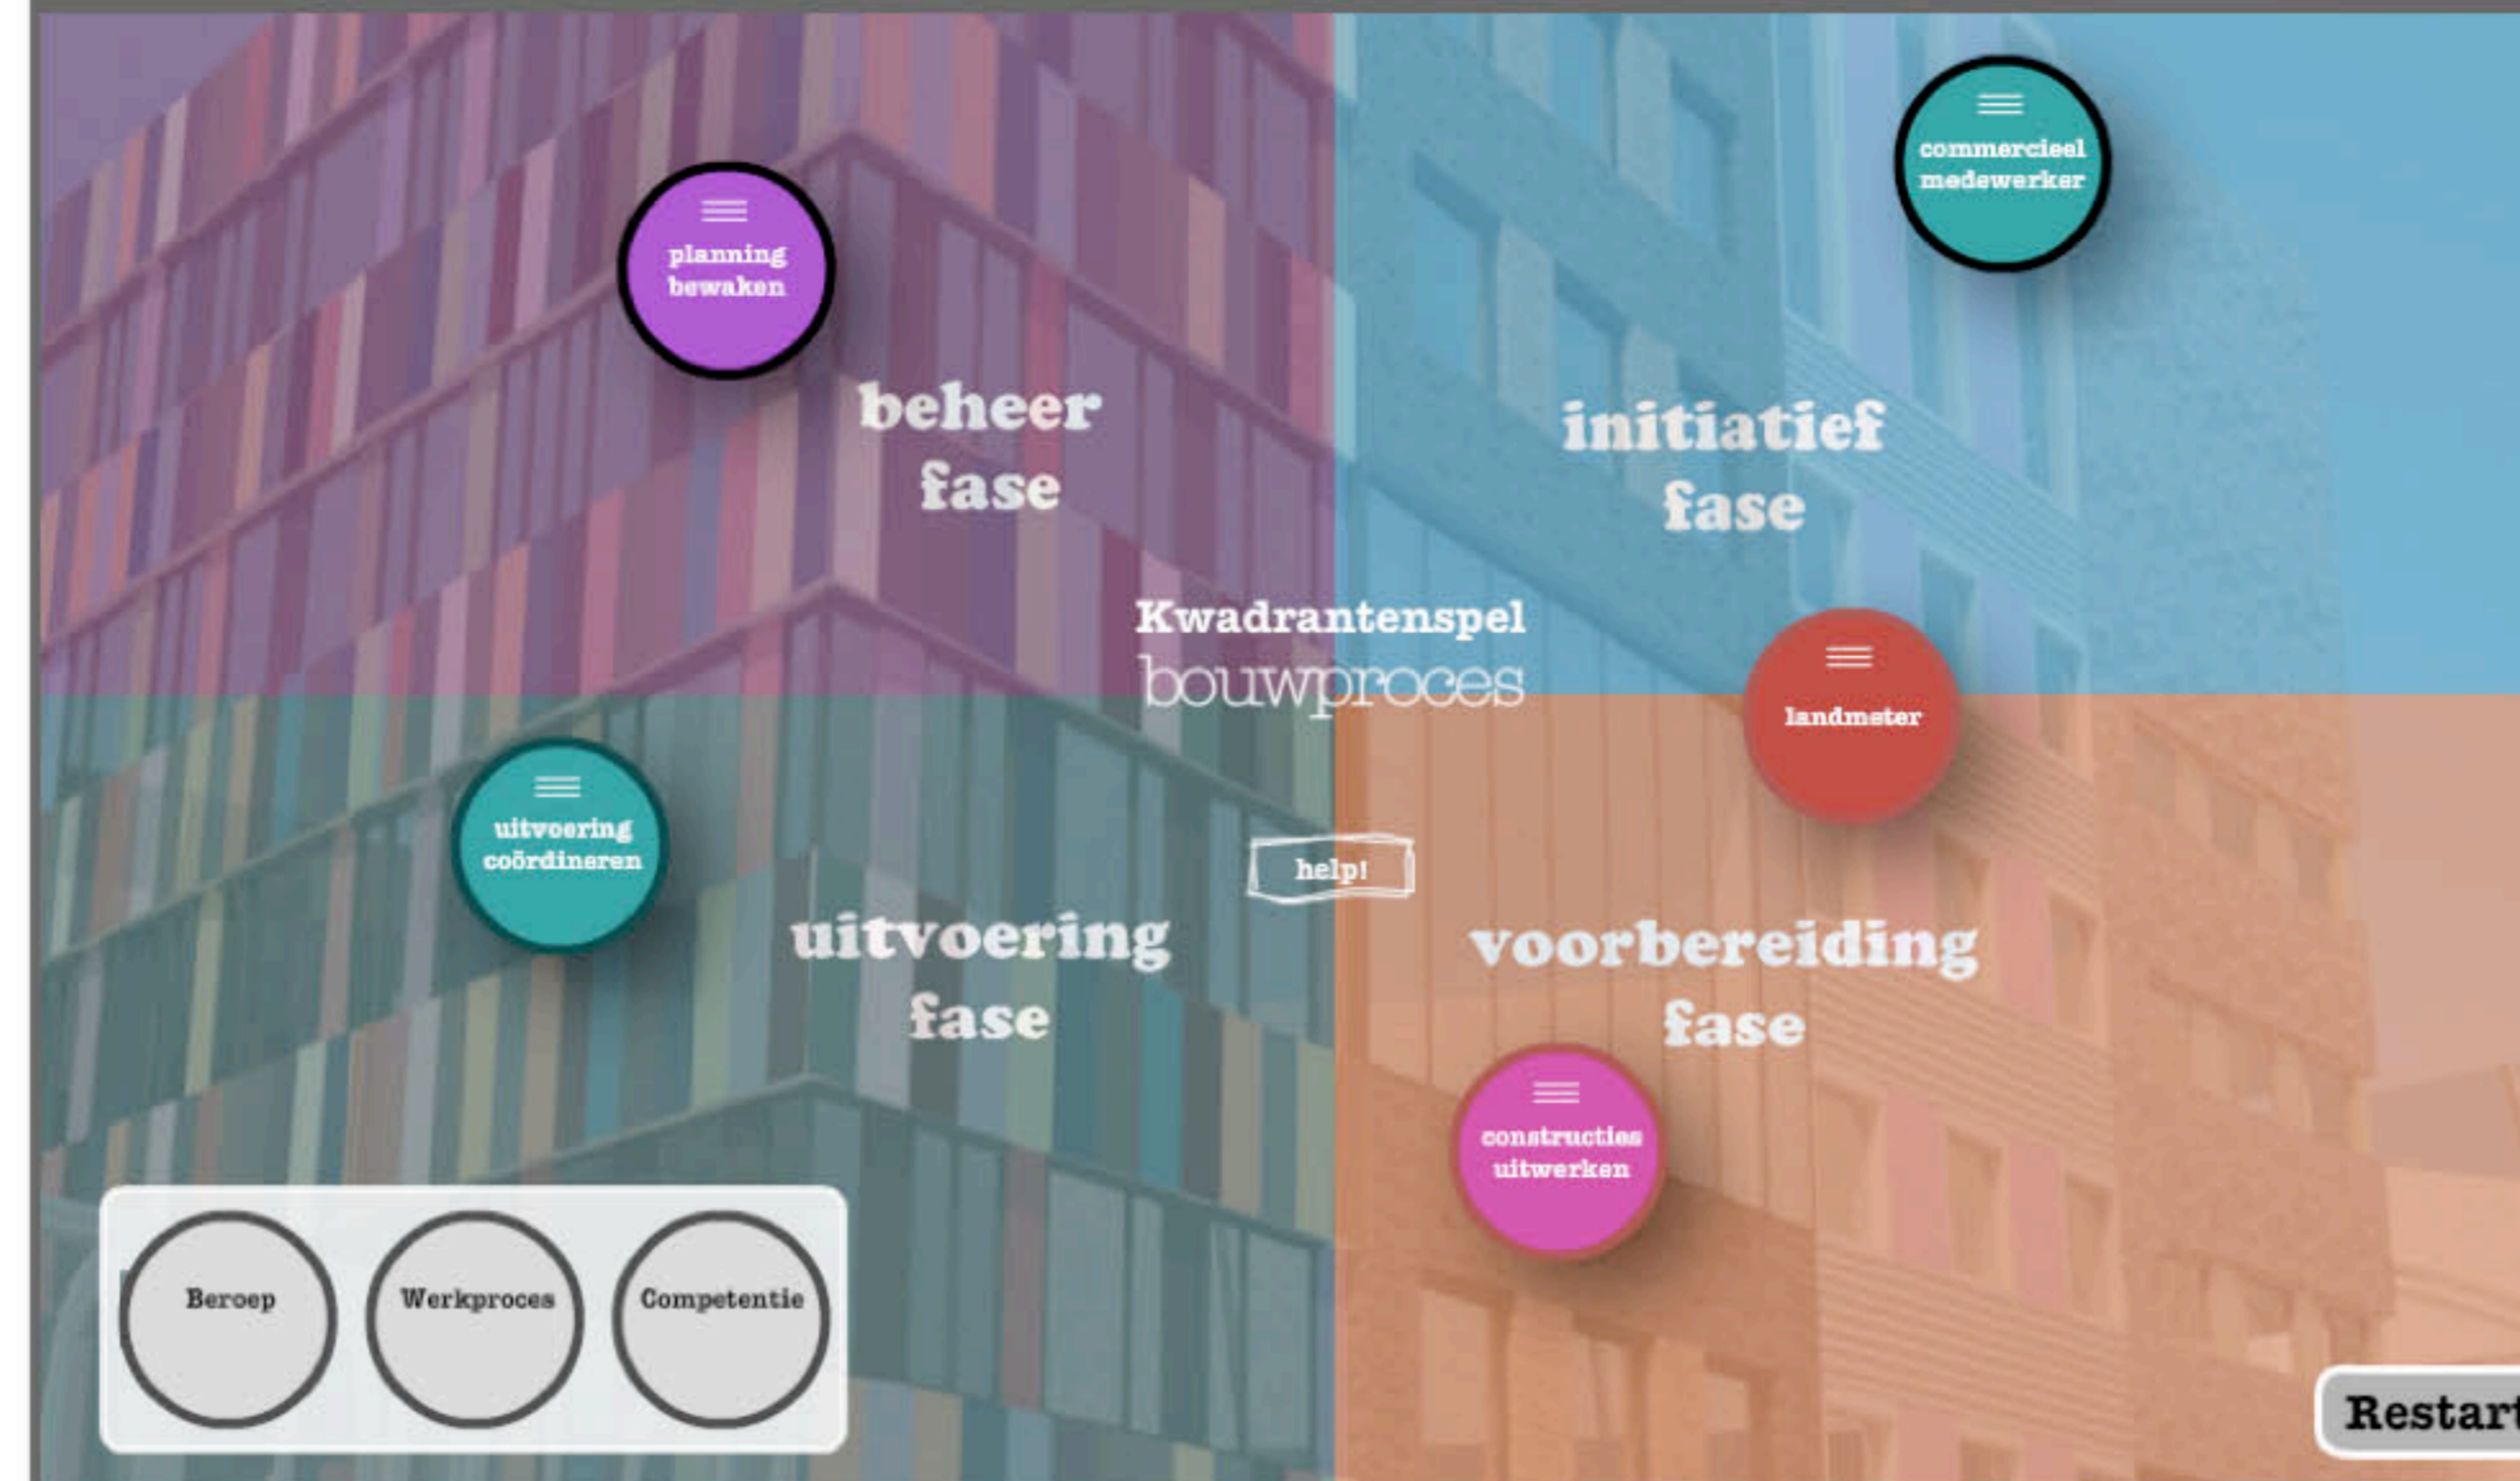 commercieel
medewerker
planning
bewaken
beheer
fase
initiatief
fase
Kwadrantenspel
bouwproces
landmeter
uitvoering
coördineren
help!
uitvoering
fase
voorbereiding
fase
constructies
uitwerken
Beroep
Werkproces
Competentie
Restart